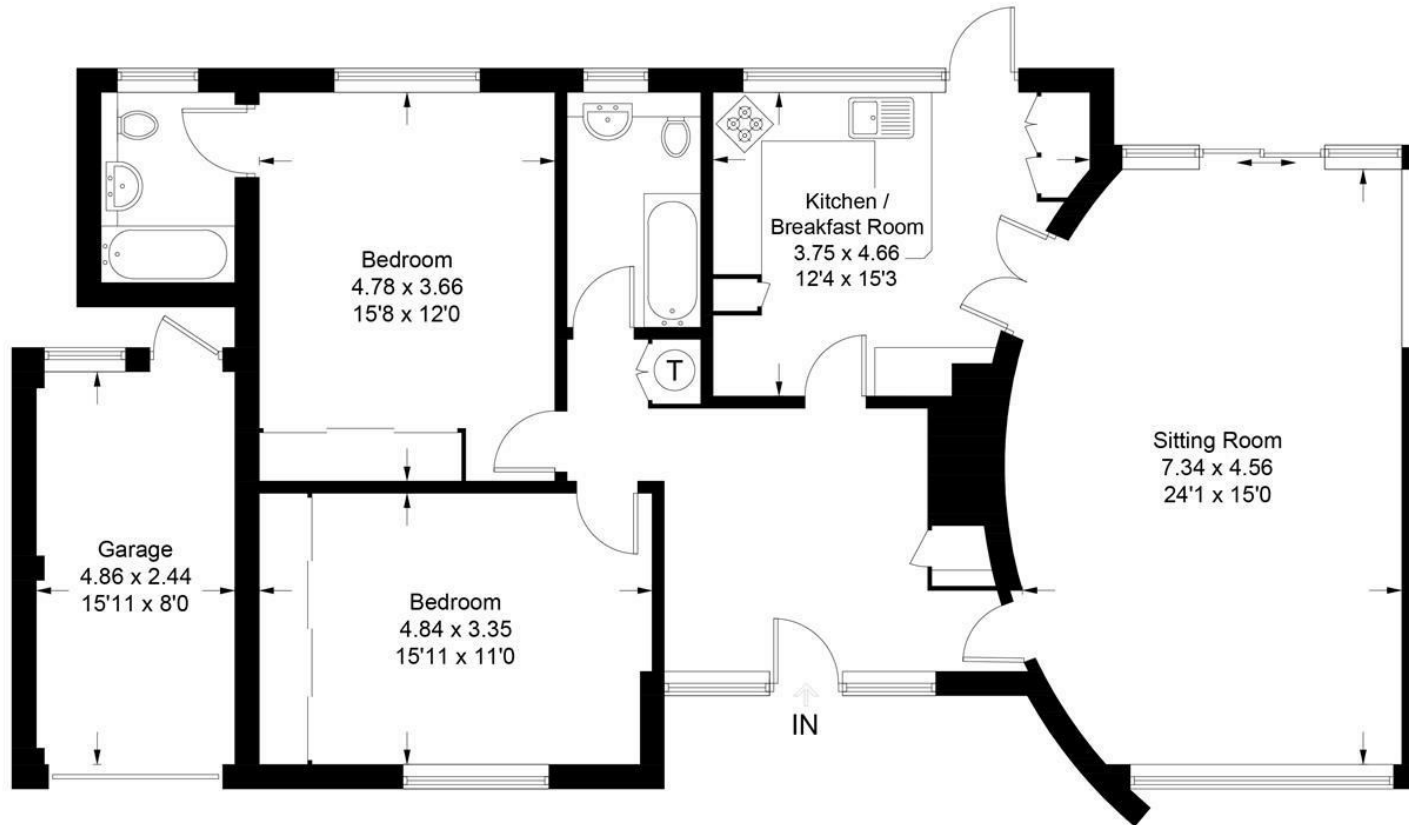 Bedroom
4.78 x 3.66
15'8 x 12'0
Kitchen /
Breakfast Room
3.75 x 4.66
12'4 x 15'3
T
Sitting Room
7.34 x 4.56
24'1 x 15'0
Garage
4.86 x 2.44
15'11 x 8'0
Bedroom
4.84 x 3.35
15'11 x 11'0
IN